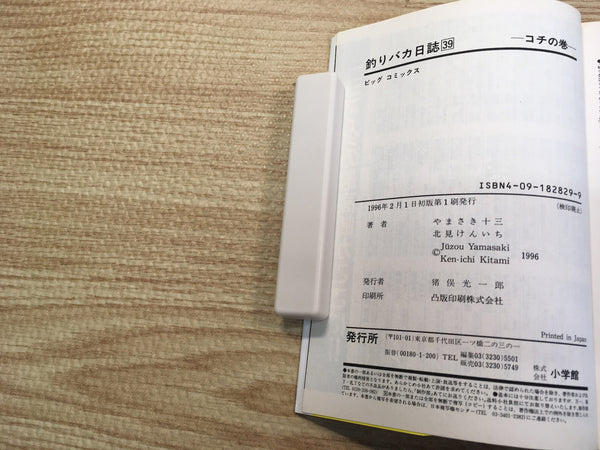 釣りバカ日誌39 ―コチの巻―
ビッグ コミックス
ISBN4-09-182829-9
1996年2月1日初版第1刷発行 (検印廃止)
著者 やまさき十三
北見けんいち
©Jūzou Yamasaki
Ken-ichi Kitami 1996
発行者 猪俣光一郎
印刷所 凸版印刷株式会社
Printed in Japan
発行所 (〒101-01)東京都千代田区一ツ橋二の三の一
振替(00180-1-200) TEL 編集03(3230)5501
販売03(3230)5749
株式会社 小学館